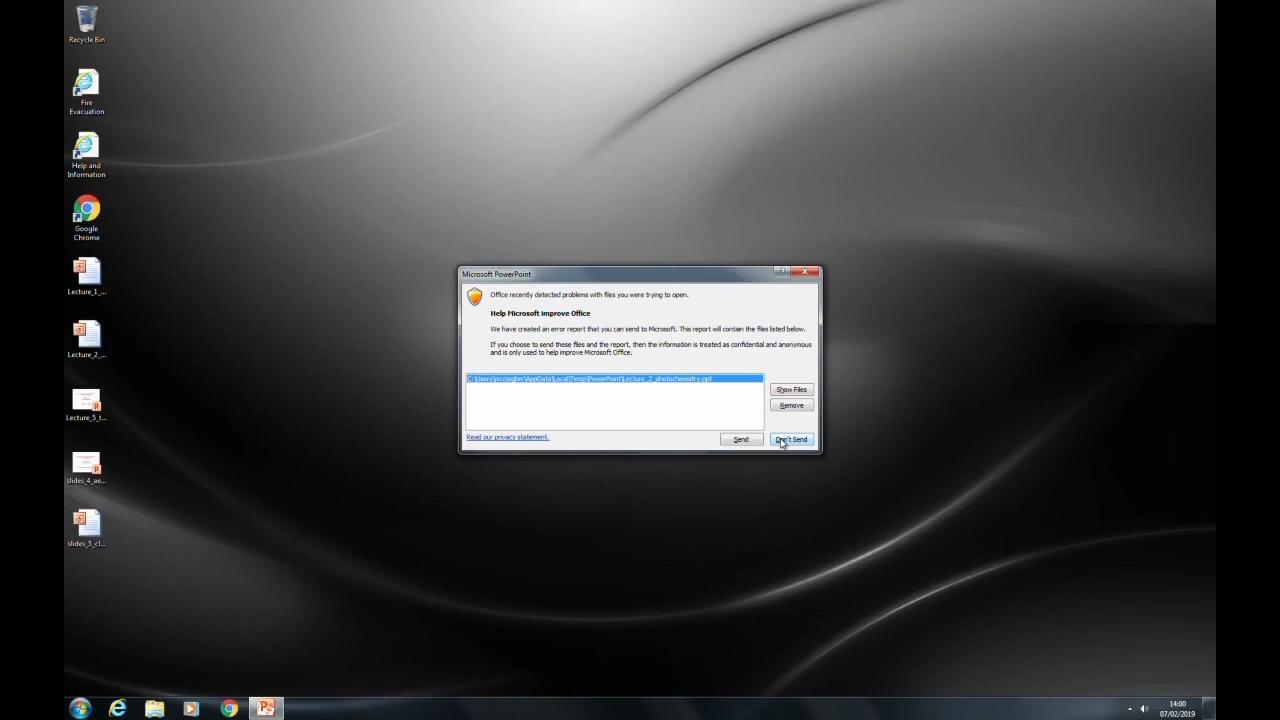 Recycle Bin
Fire
Evacuation
Help and
Information
Google
Chrome
Lecture_1_...
Lecture_2_...
Lecture_5_t...
slides_4_ae...
slides_5_cl...
Microsoft PowerPoint
Office recently detected problems with files you were trying to open.
Help Microsoft Improve Office
We have created an error report that you can send to Microsoft. This report will contain the files listed below.
If you choose to send these files and the report, then the information is treated as confidential and anonymous
and is only used to help improve Microsoft Office.
\AppData\Local\Temp\PowerPoint\Lecture_2_photochemistry.ppt
Show Files
Remove
Read our privacy statement.
Send
Don't Send
14:00
07/02/2019